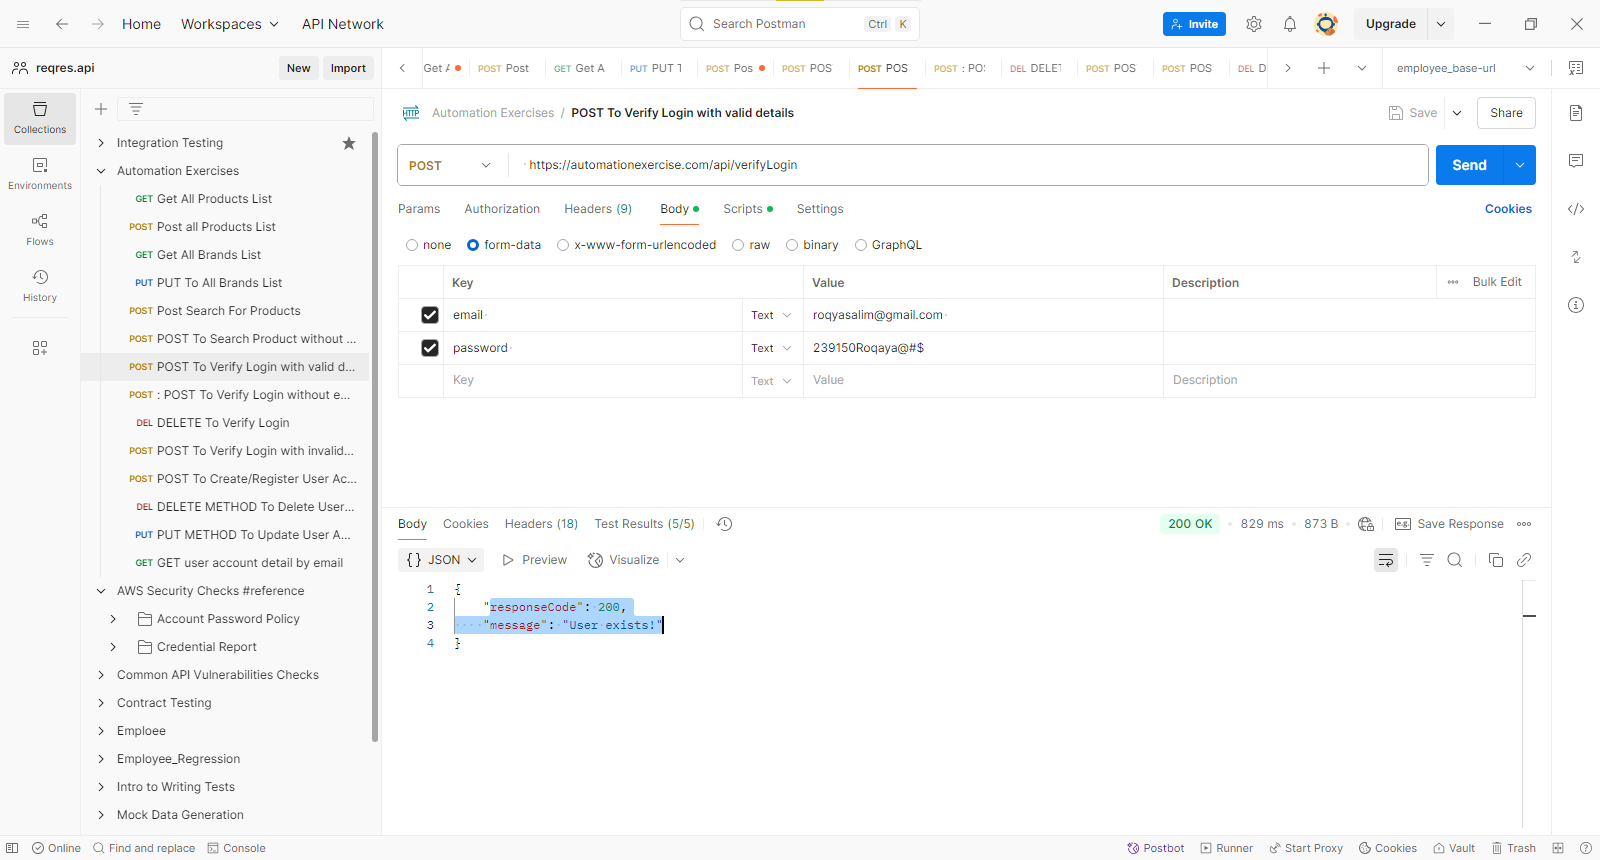 Home Workspaces API Network Search Postman Ctrl K Invite Upgrade
reqres.api New Import Get A POST Post GET Get A PUT PUT T POST Pos POST POS POST POS POST : POS DEL DELET POST POS POST POS DEL D employee_base-url
Collections
Environments
Flows
History
Integration Testing
Automation Exercises
GET Get All Products List
POST Post all Products List
GET Get All Brands List
PUT PUT To All Brands List
POST Post Search For Products
POST POST To Search Product without ...
POST POST To Verify Login with valid d...
POST : POST To Verify Login without e...
DEL DELETE To Verify Login
POST POST To Verify Login with invalid...
POST POST To Create/Register User Ac...
DEL DELETE METHOD To Delete User...
PUT PUT METHOD To Update User A...
GET GET user account detail by email
AWS Security Checks #reference
Account Password Policy
Credential Report
Common API Vulnerabilities Checks
Contract Testing
Emploee
Employee_Regression
Intro to Writing Tests
Mock Data Generation
HTTP Automation Exercises / POST To Verify Login with valid details Save Share
POST https://automationexercise.com/api/verifyLogin Send
Params Authorization Headers (9) Body Scripts Settings Cookies
none form-data x-www-form-urlencoded raw binary GraphQL
Key Value Description Bulk Edit
email Text roqyasalim@gmail.com
password Text 239150Roqaya@#$
Key Text Value Description
Body Cookies Headers (18) Test Results (5/5) 200 OK 829 ms 873 B e.g. Save Response
{} JSON Preview Visualize
1 {
2 "responseCode": 200,
3 "message": "User exists!"
4 }
Online Find and replace Console Postbot Runner Start Proxy Cookies Vault Trash